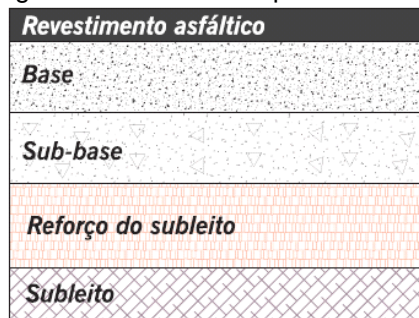 Revestimento asfáltico
Base
Sub-base
Reforço do subleito
Subleito